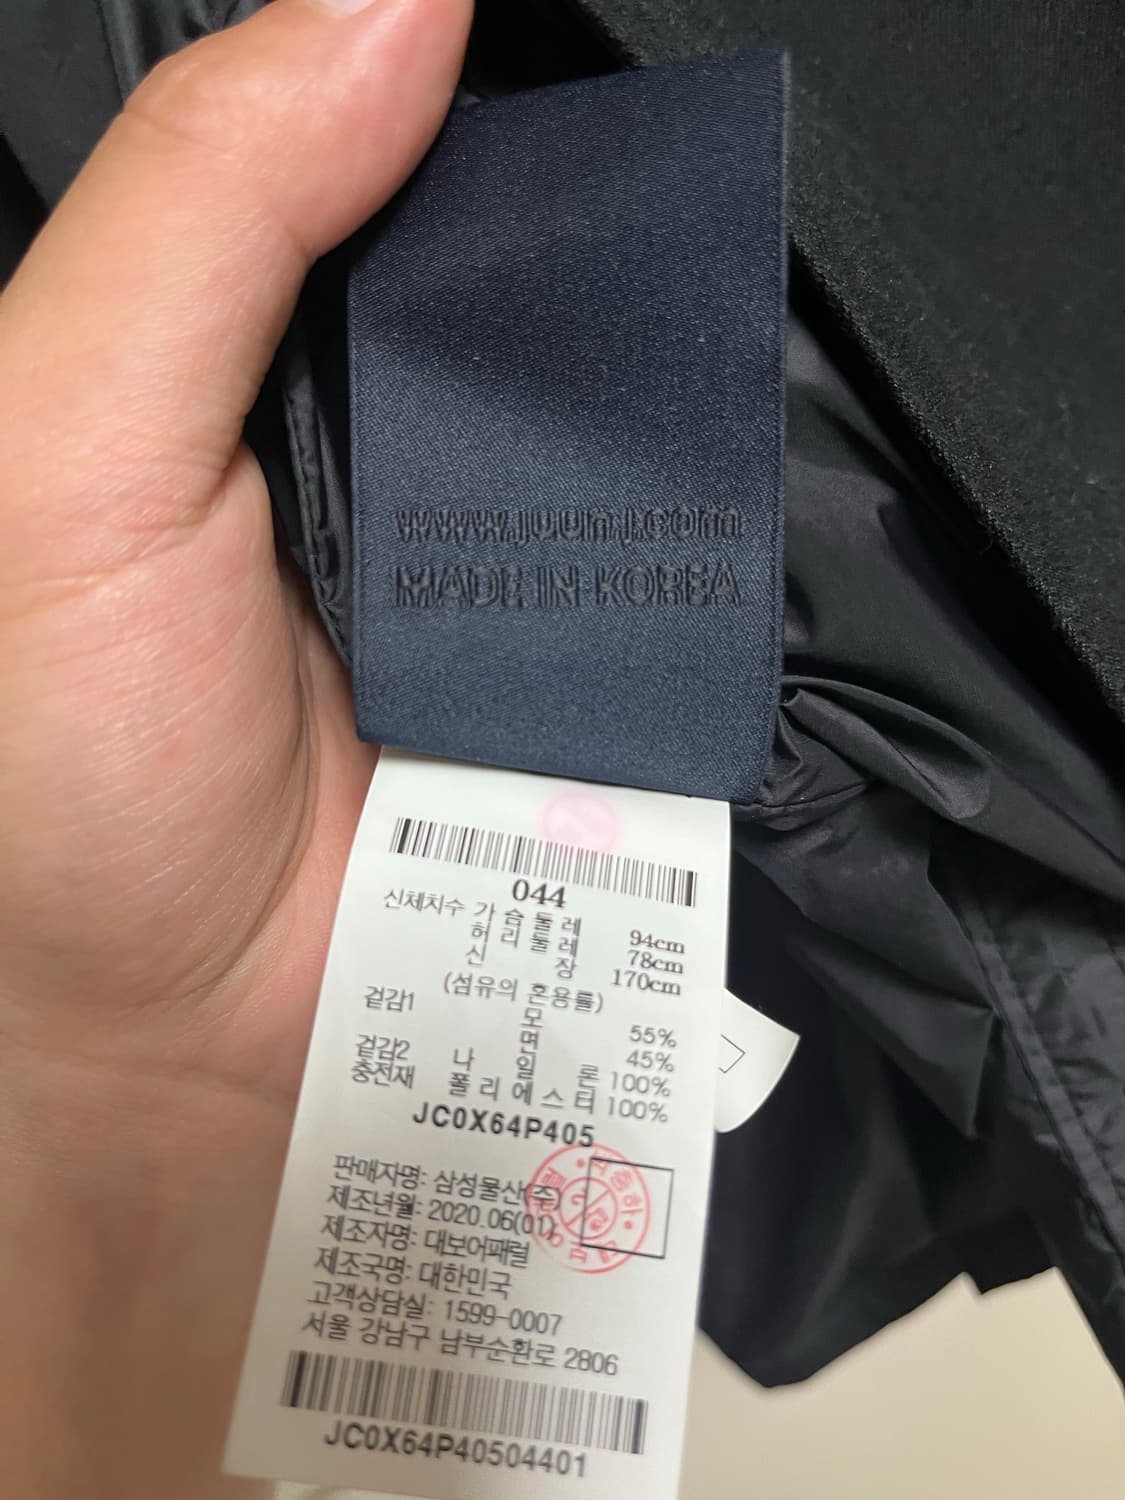 www.juunj.com
MADE IN KOREA
044
신체치수 가슴둘레 94cm
허리둘레 78cm
신장 170cm
(섬유의 혼용률)
겉감1 모 55%
면 45%
겉감2 나일론 100%
충전재 폴리에스터 100%
JC0X64P405
판매자명: 삼성물산(주)
제조년월: 2020.06(01)
제조자명: 대보어패럴
제조국명: 대한민국
고객상담실: 1599-0007
서울 강남구 남부순환로 2806
JC0X64P40504401